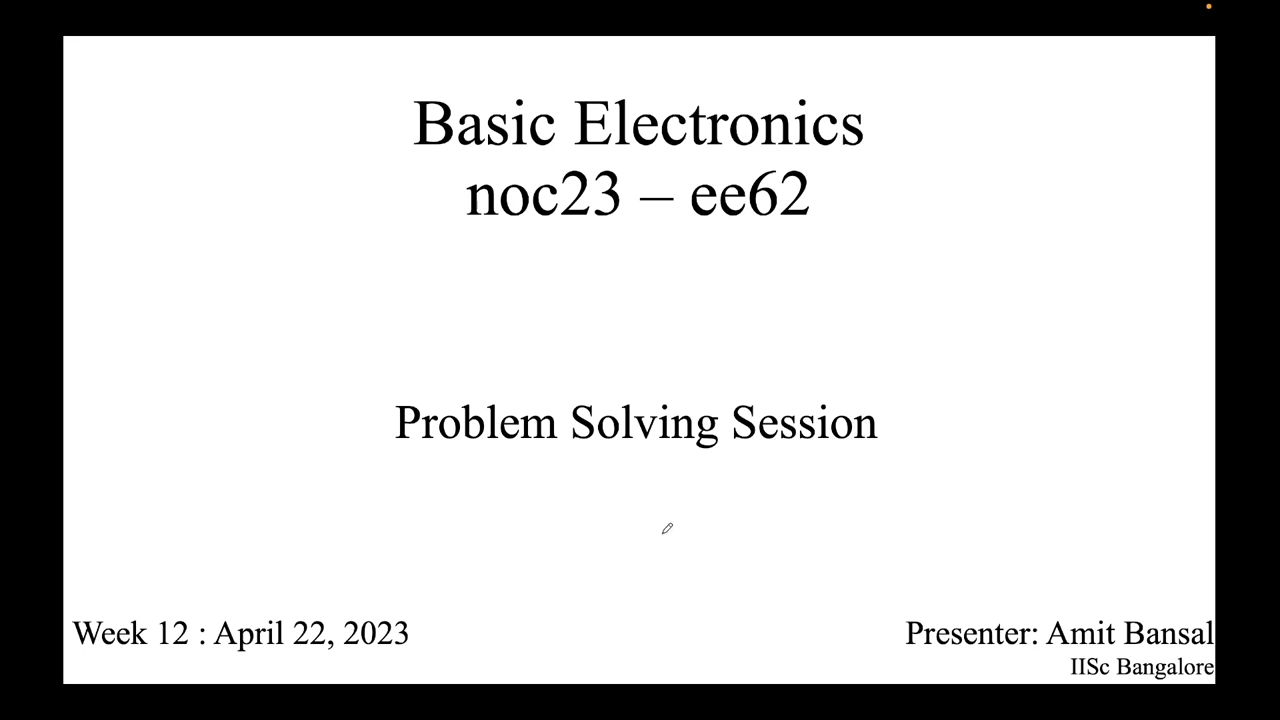 Basic Electronics
noc23 – ee62
Problem Solving Session
Week 12 : April 22, 2023
Presenter: Amit Bansal
IISc Bangalore